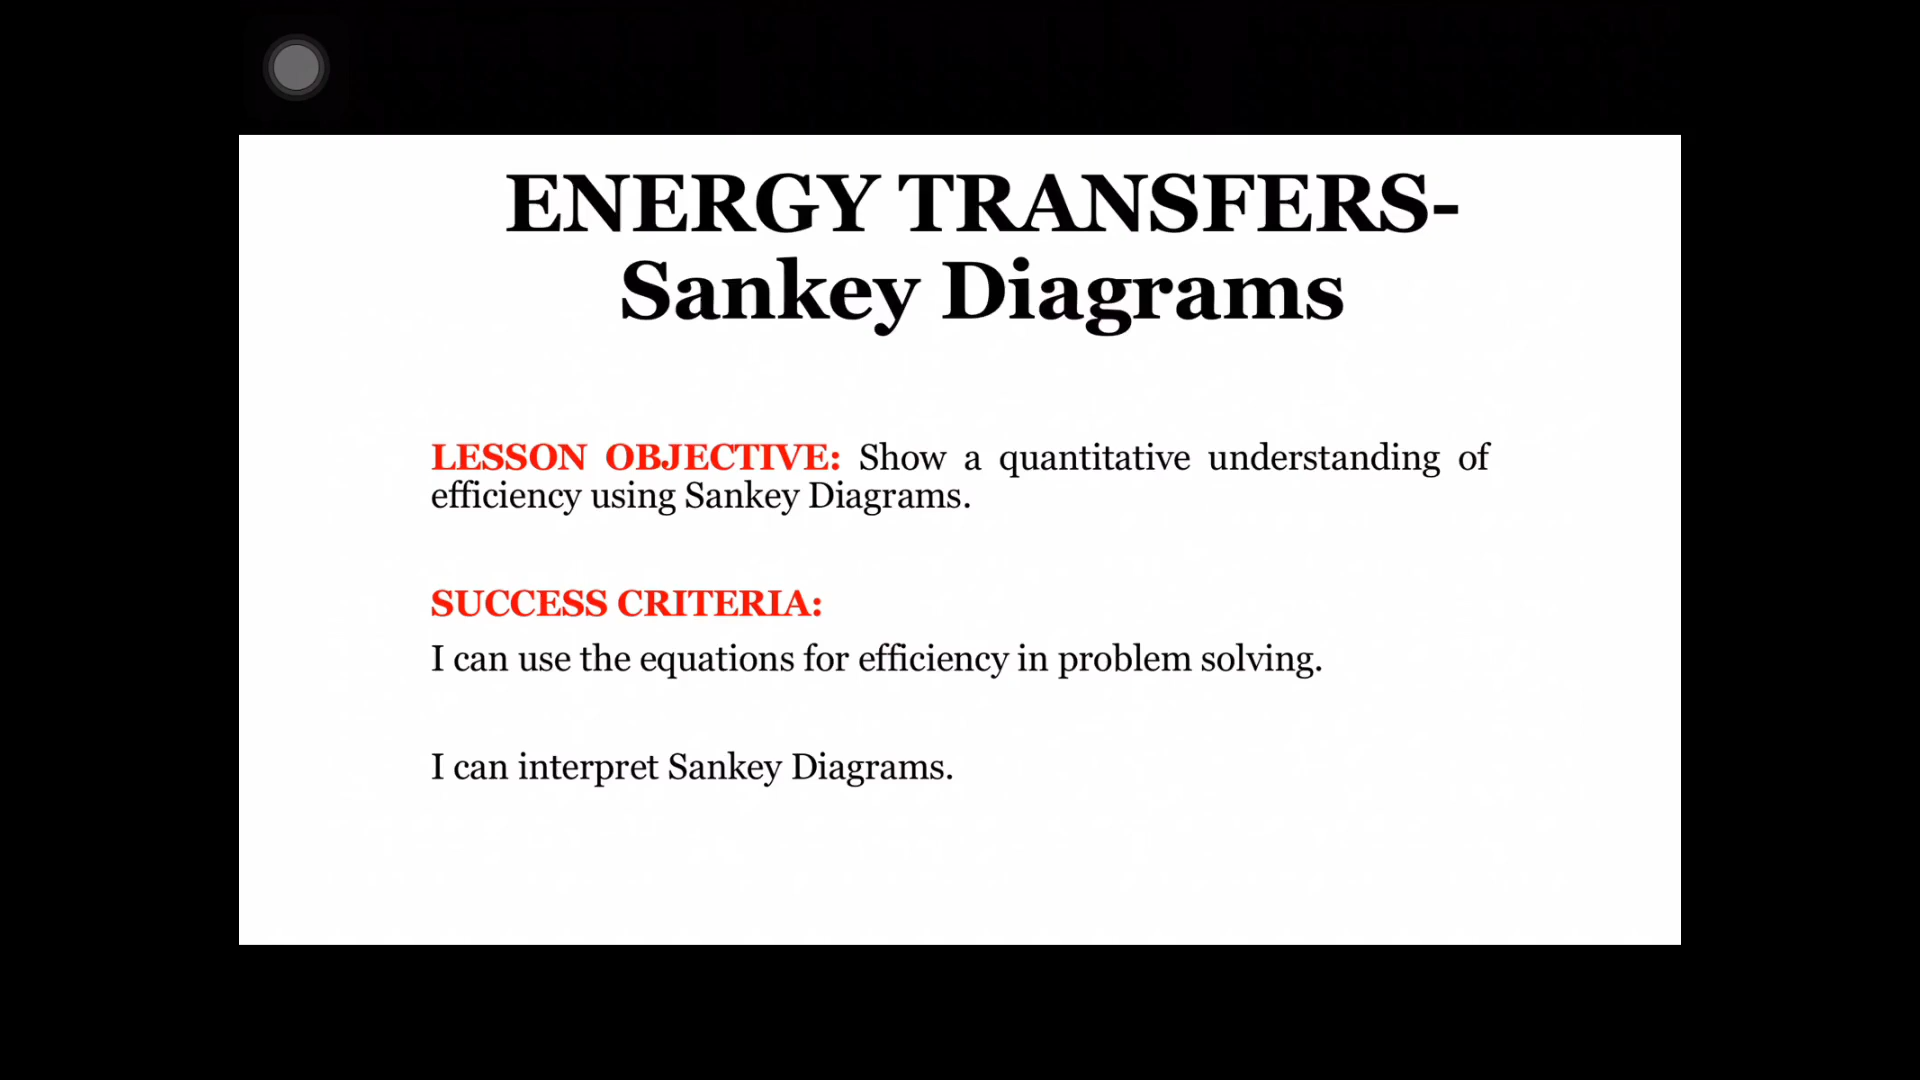 ENERGY TRANSFERS-
Sankey Diagrams
LESSON OBJECTIVE: Show a quantitative understanding of
efficiency using Sankey Diagrams.
SUCCESS CRITERIA:
I can use the equations for efficiency in problem solving.
I can interpret Sankey Diagrams.